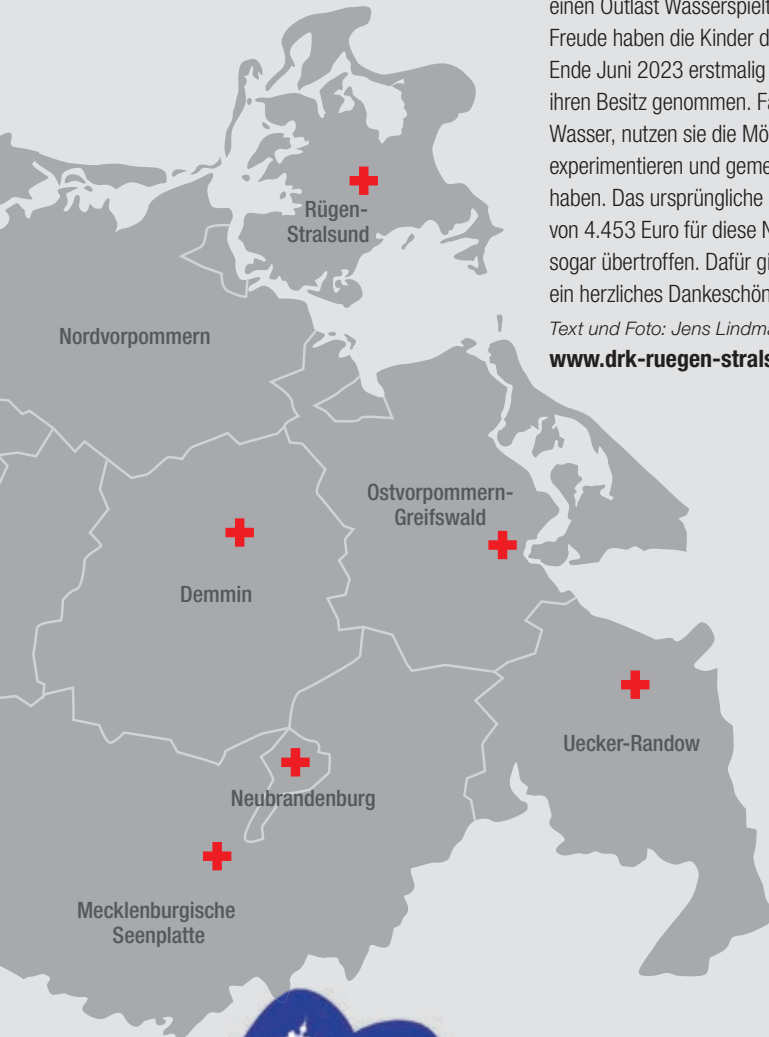 einen Outlast Wasserspielt
Freude haben die Kinder d
Ende Juni 2023 erstmalig
ihren Besitz genommen. Fa
Wasser, nutzen sie die Mö
experimentieren und geme
haben. Das ursprüngliche
von 4.453 Euro für diese N
sogar übertroffen. Dafür gi
ein herzliches Dankeschön
Text und Foto: Jens Lindma
www.drk-ruegen-strals
Rügen-
Stralsund
Nordvorpommern
Ostvorpommern-
Greifswald
Demmin
Uecker-Randow
Neubrandenburg
Mecklenburgische
Seenplatte